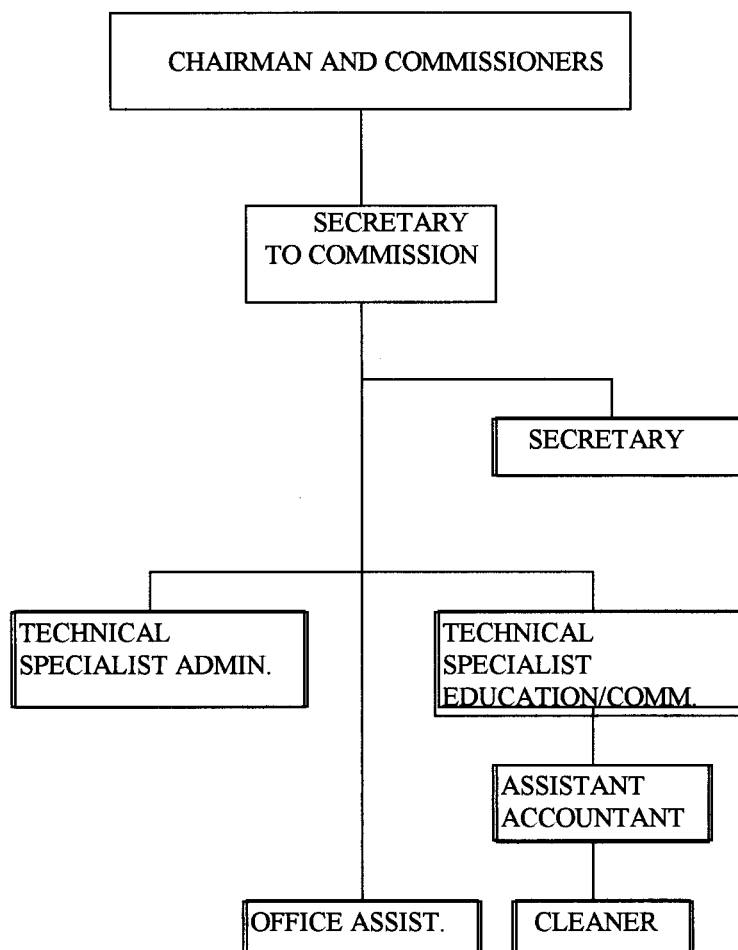 CHAIRMAN AND COMMISSIONERS
SECRETARY
TO COMMISSION
SECRETARY
TECHNICAL
SPECIALIST ADMIN.
TECHNICAL
SPECIALIST
EDUCATION/COMM.
ASSISTANT
ACCOUNTANT
OFFICE ASSIST.
CLEANER